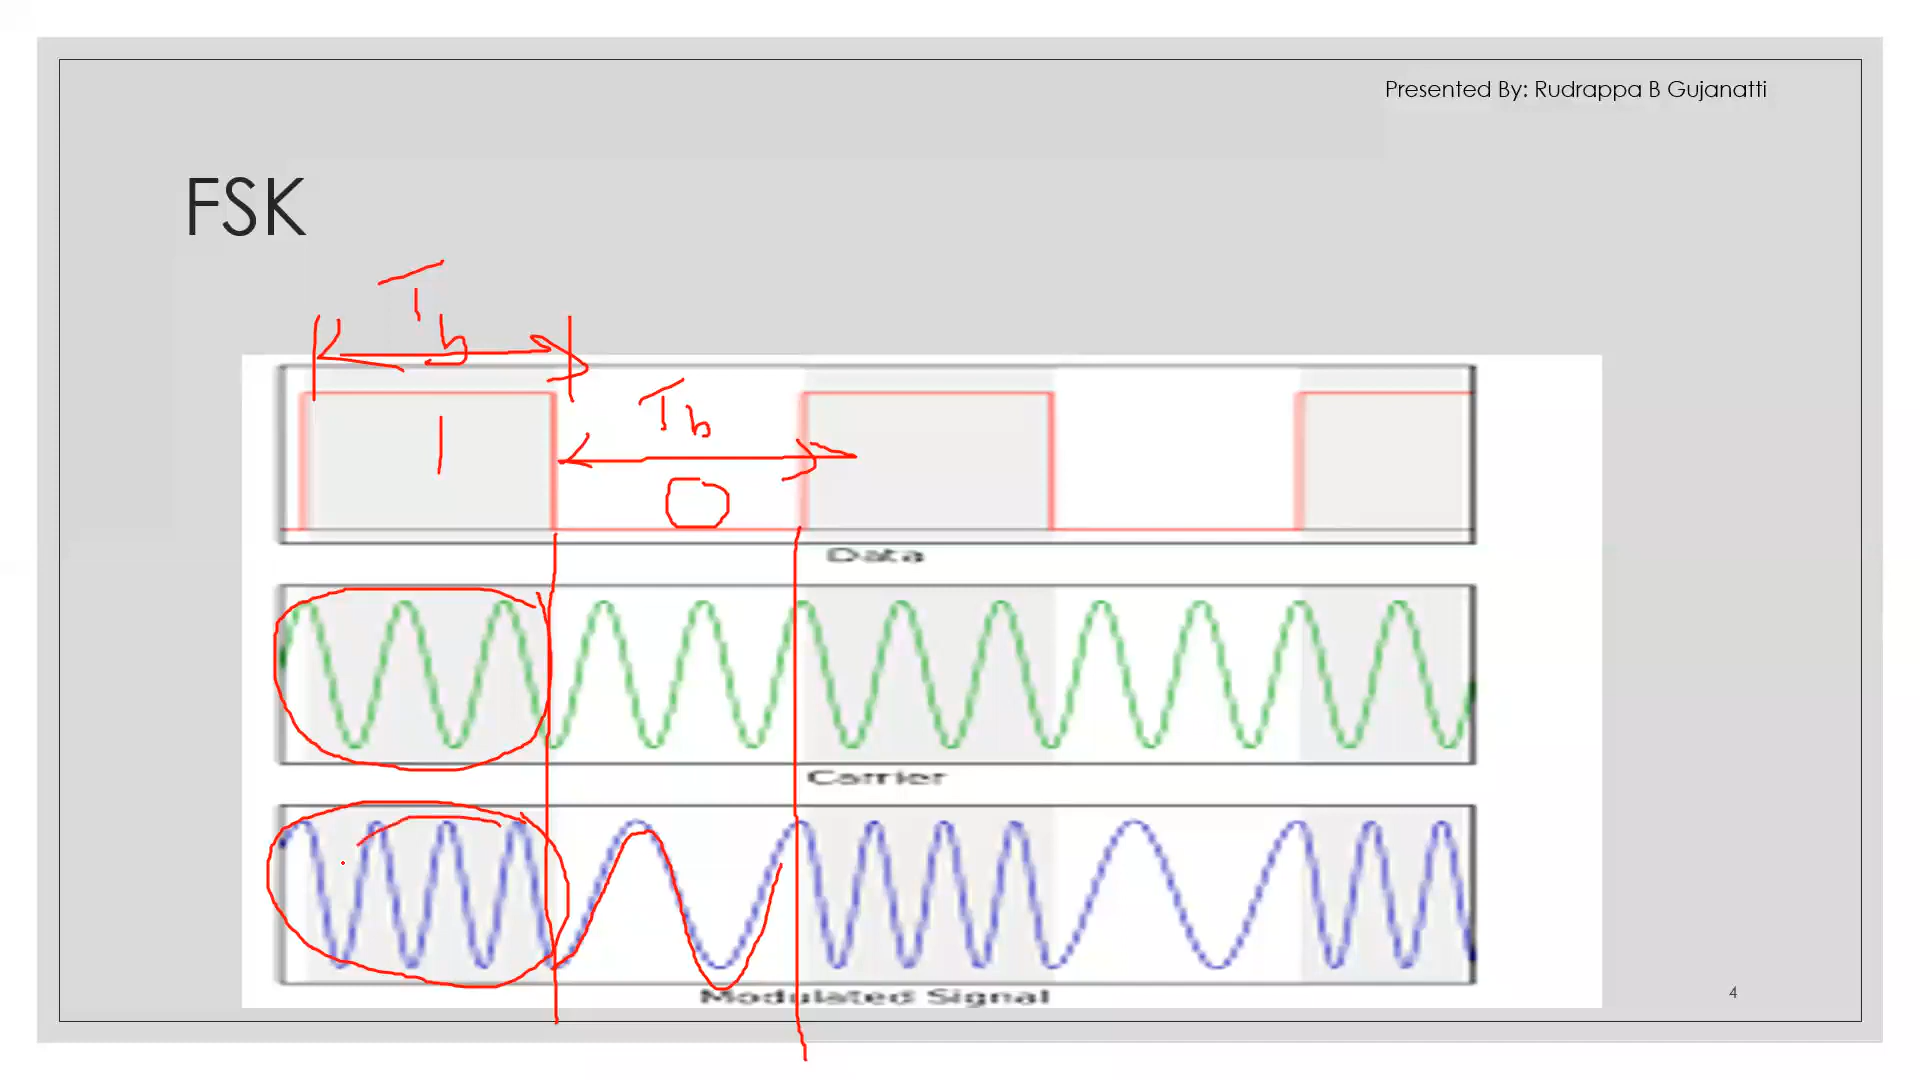 Presented By: Rudrappa B Gujanatti
FSK
Tb
Tb
1
0
Data
Carrier
Modulated Signal
4